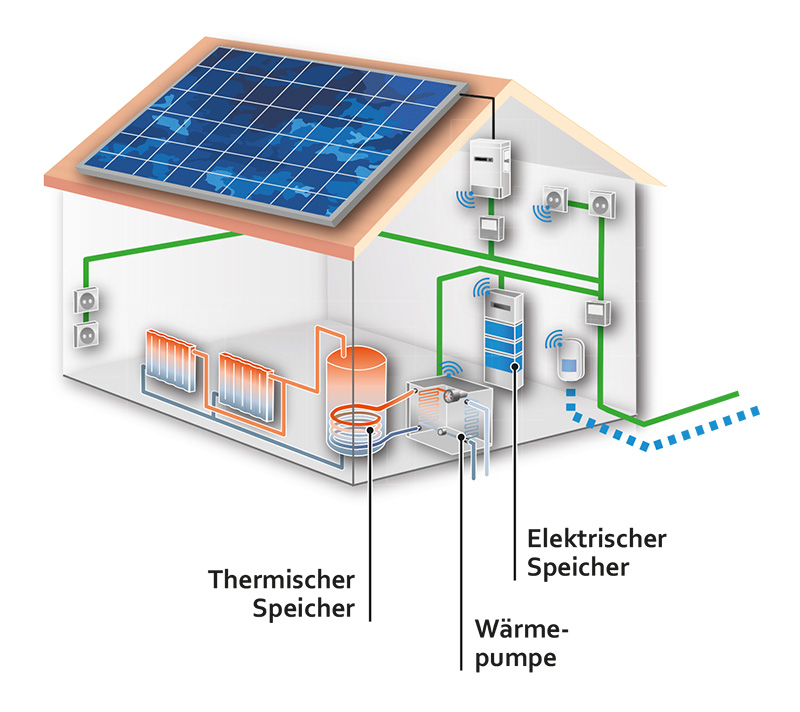 Elektrischer
Speicher
Thermischer
Speicher
Wärme-
pumpe